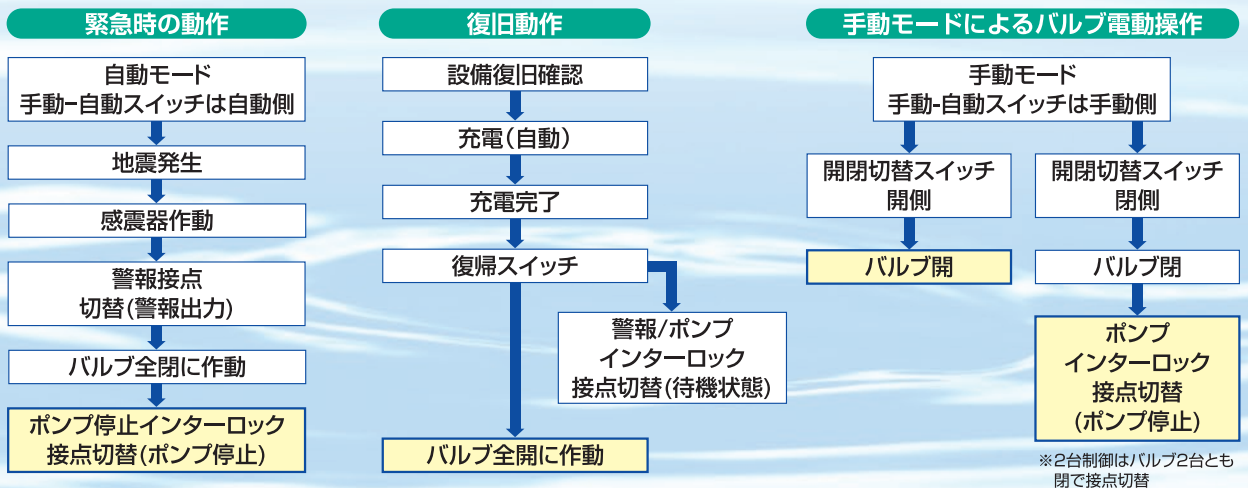 緊急時の動作
自動モード
手動ー自動スイッチは自動側
地震発生
感震器作動
警報接点
切替(警報出力)
バルブ全閉に作動
ポンプ停止インターロック
接点切替(ポンプ停止)
復旧動作
設備復旧確認
充電(自動)
充電完了
復帰スイッチ
警報/ポンプ
インターロック
接点切替(待機状態)
バルブ全開に作動
手動モードによるバルブ電動操作
手動モード
手動-自動スイッチは手動側
開閉切替スイッチ
開側
バルブ開
開閉切替スイッチ
閉側
バルブ閉
ポンプ
インターロック
接点切替
(ポンプ停止)
※2台制御はバルブ2台とも
閉で接点切替